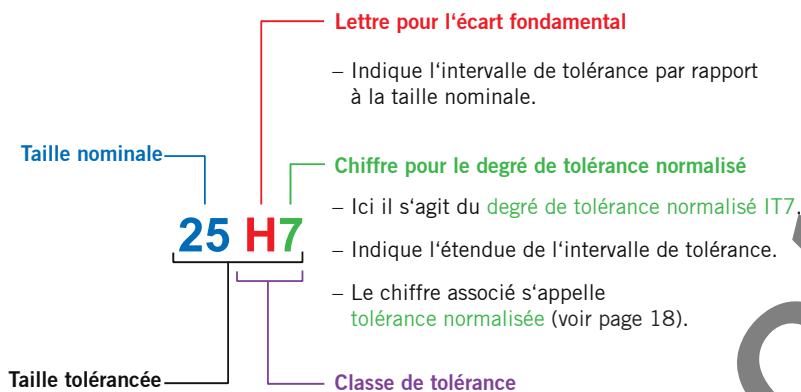 Lettre pour l‘écart fondamental
– Indique l‘intervalle de tolérance par rapport
à la taille nominale.
Taille nominale
Chiffre pour le degré de tolérance normalisé
25 H7
– Ici il s‘agit du degré de tolérance normalisé IT7.
– Indique l‘étendue de l‘intervalle de tolérance.
– Le chiffre associé s‘appelle
tolérance normalisée (voir page 18).
Taille tolérancée
Classe de tolérance